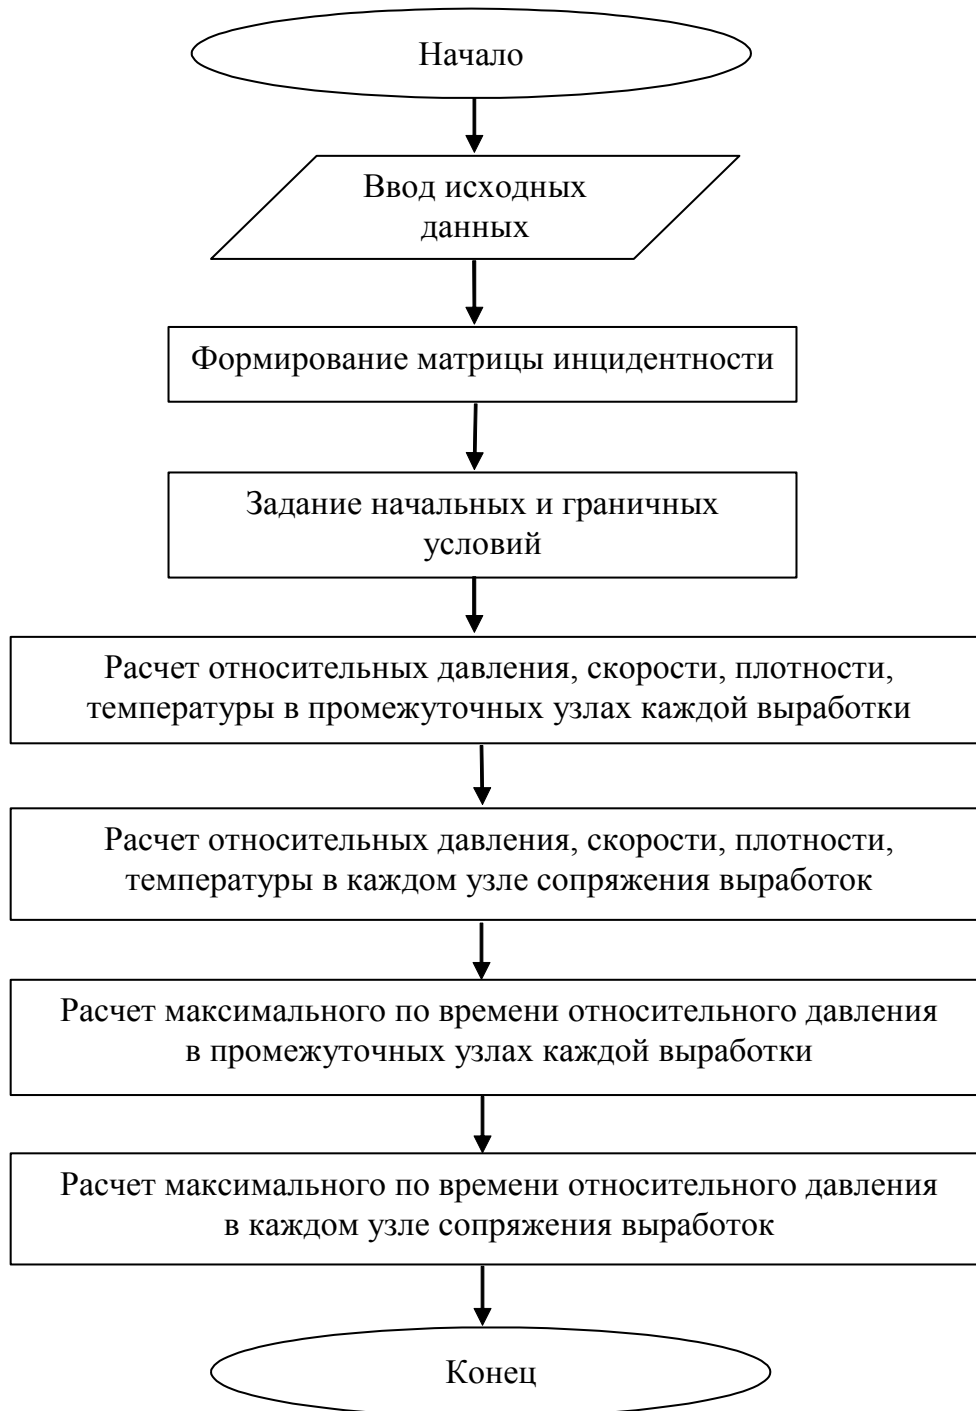 Начало
Ввод исходных
данных
Формирование матрицы инцидентности
Задание начальных и граничных
условий
Расчет относительных давления, скорости, плотности,
температуры в промежуточных узлах каждой выработки
Расчет относительных давления, скорости, плотности,
температуры в каждом узле сопряжения выработок
Расчет максимального по времени относительного давления
в промежуточных узлах каждой выработки
Расчет максимального по времени относительного давления
в каждом узле сопряжения выработок
Конец